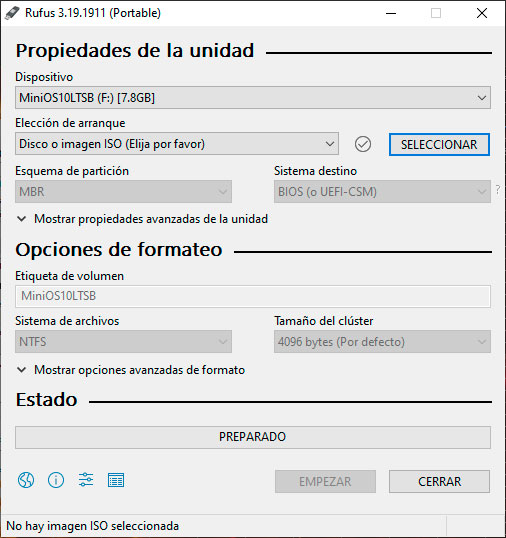 Rufus 3.19.1911 (Portable)
Propiedades de la unidad
Dispositivo
MiniOS10LTSB (F:) [7.8GB]
Elección de arranque
Disco o imagen ISO (Elija por favor)
SELECCIONAR
Esquema de partición
Sistema destino
MBR
BIOS (o UEFI-CSM)
?
Mostrar propiedades avanzadas de la unidad
Opciones de formateo
Etiqueta de volumen
MiniOS10LTSB
Sistema de archivos
Tamaño del clúster
NTFS
4096 bytes (Por defecto)
Mostrar opciones avanzadas de formato
Estado
PREPARADO
EMPEZAR
CERRAR
No hay imagen ISO seleccionada